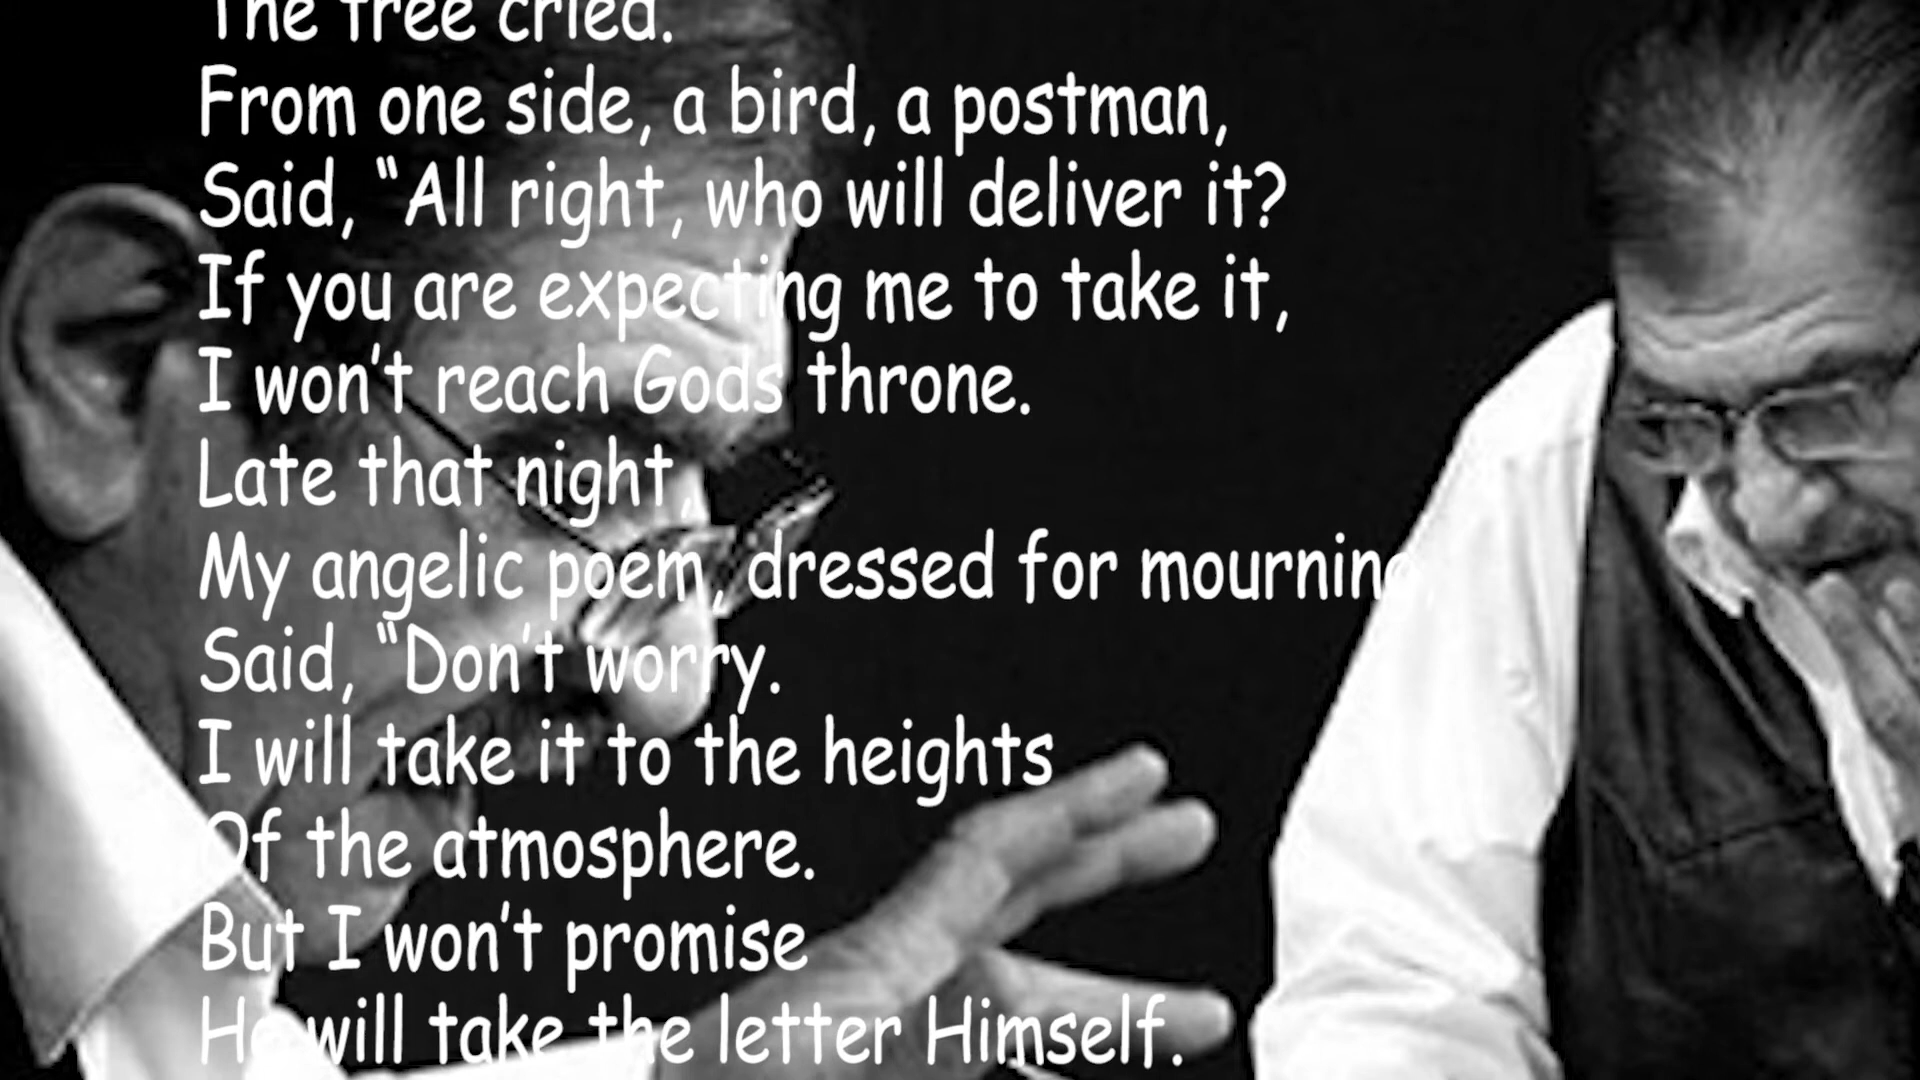 The tree cried.
From one side, a bird, a postman,
Said, "All right, who will deliver it?
If you are expecting me to take it,
I won't reach Gods throne.
Late that night,
My angelic poem, dressed for mourning
Said, "Don't worry.
I will take it to the heights
Of the atmosphere.
But I won't promise
He will take the letter Himself.